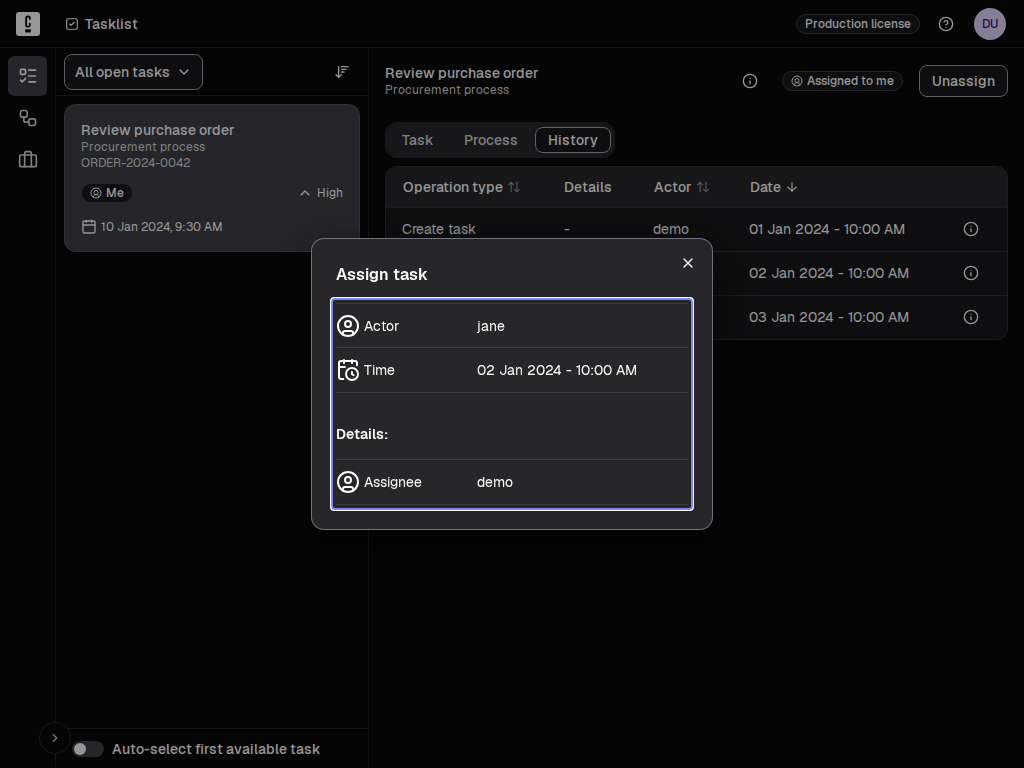 Tasklist
Production license
DU
All open tasks
Review purchase order
Procurement process
ORDER-2024-0042
Me
High
10 Jan 2024, 9:30 AM
Auto-select first available task
Review purchase order
Procurement process
Assigned to me
Unassign
Task Process History
Operation type Details Actor Date
Create task - demo 01 Jan 2024 - 10:00 AM
02 Jan 2024 - 10:00 AM
03 Jan 2024 - 10:00 AM
Assign task
Actor jane
Time 02 Jan 2024 - 10:00 AM
Details:
Assignee demo